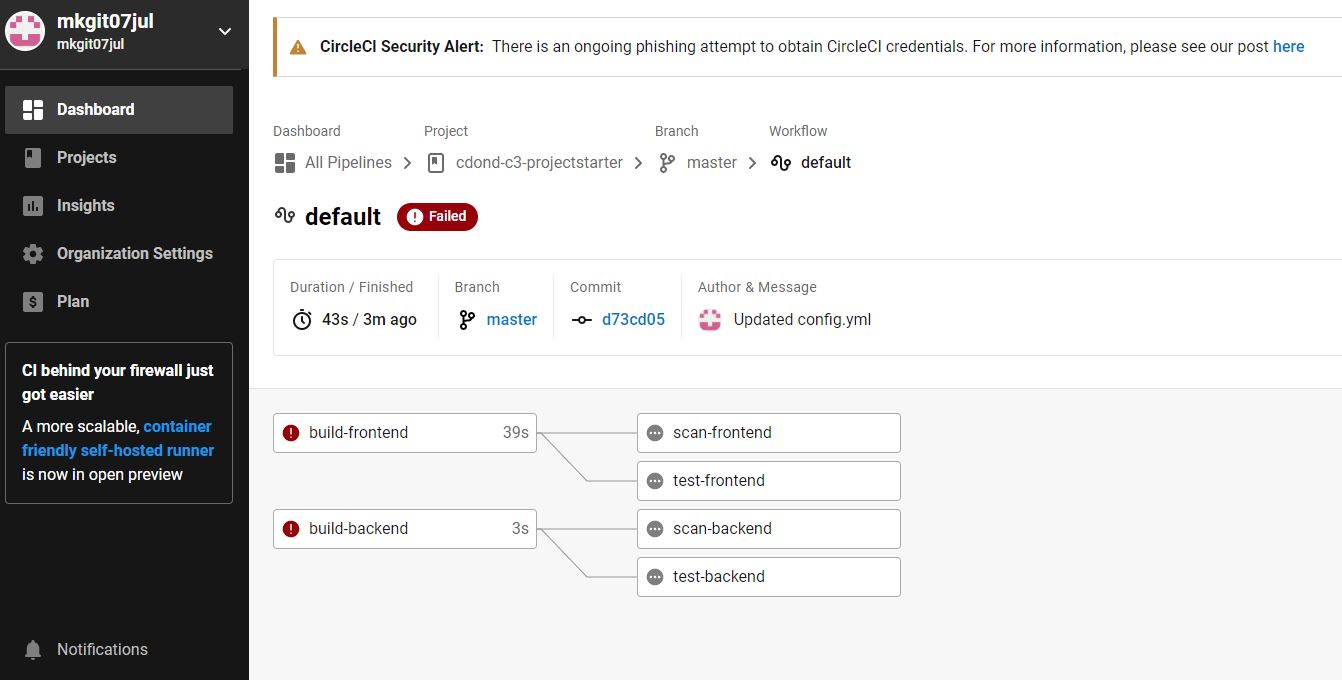 mkgit07jul
mkgit07jul
Dashboard
Projects
Insights
Organization Settings
Plan
CI behind your firewall just
got easier
A more scalable, container
friendly self-hosted runner
is now in open preview
Notifications
CircleCI Security Alert: There is an ongoing phishing attempt to obtain CircleCI credentials. For more information, please see our post here
Dashboard Project Branch Workflow
All Pipelines cdond-c3-projectstarter master default
default Failed
Duration / Finished Branch Commit Author & Message
43s / 3m ago master d73cd05 Updated config.yml
build-frontend 39s scan-frontend
test-frontend
build-backend 3s scan-backend
test-backend